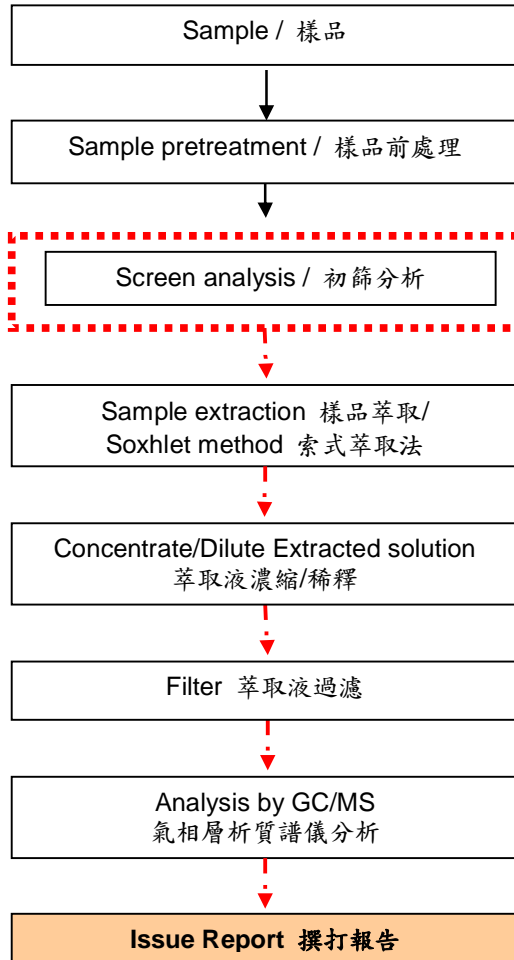 Sample / 樣品
Sample pretreatment / 樣品前處理
Screen analysis / 初篩分析
Sample extraction 樣品萃取/
Soxhlet method 索式萃取法
Concentrate/Dilute Extracted solution
萃取液濃縮/稀釋
Filter 萃取液過濾
Analysis by GC/MS
氣相層析質譜儀分析
Issue Report 撰打報告